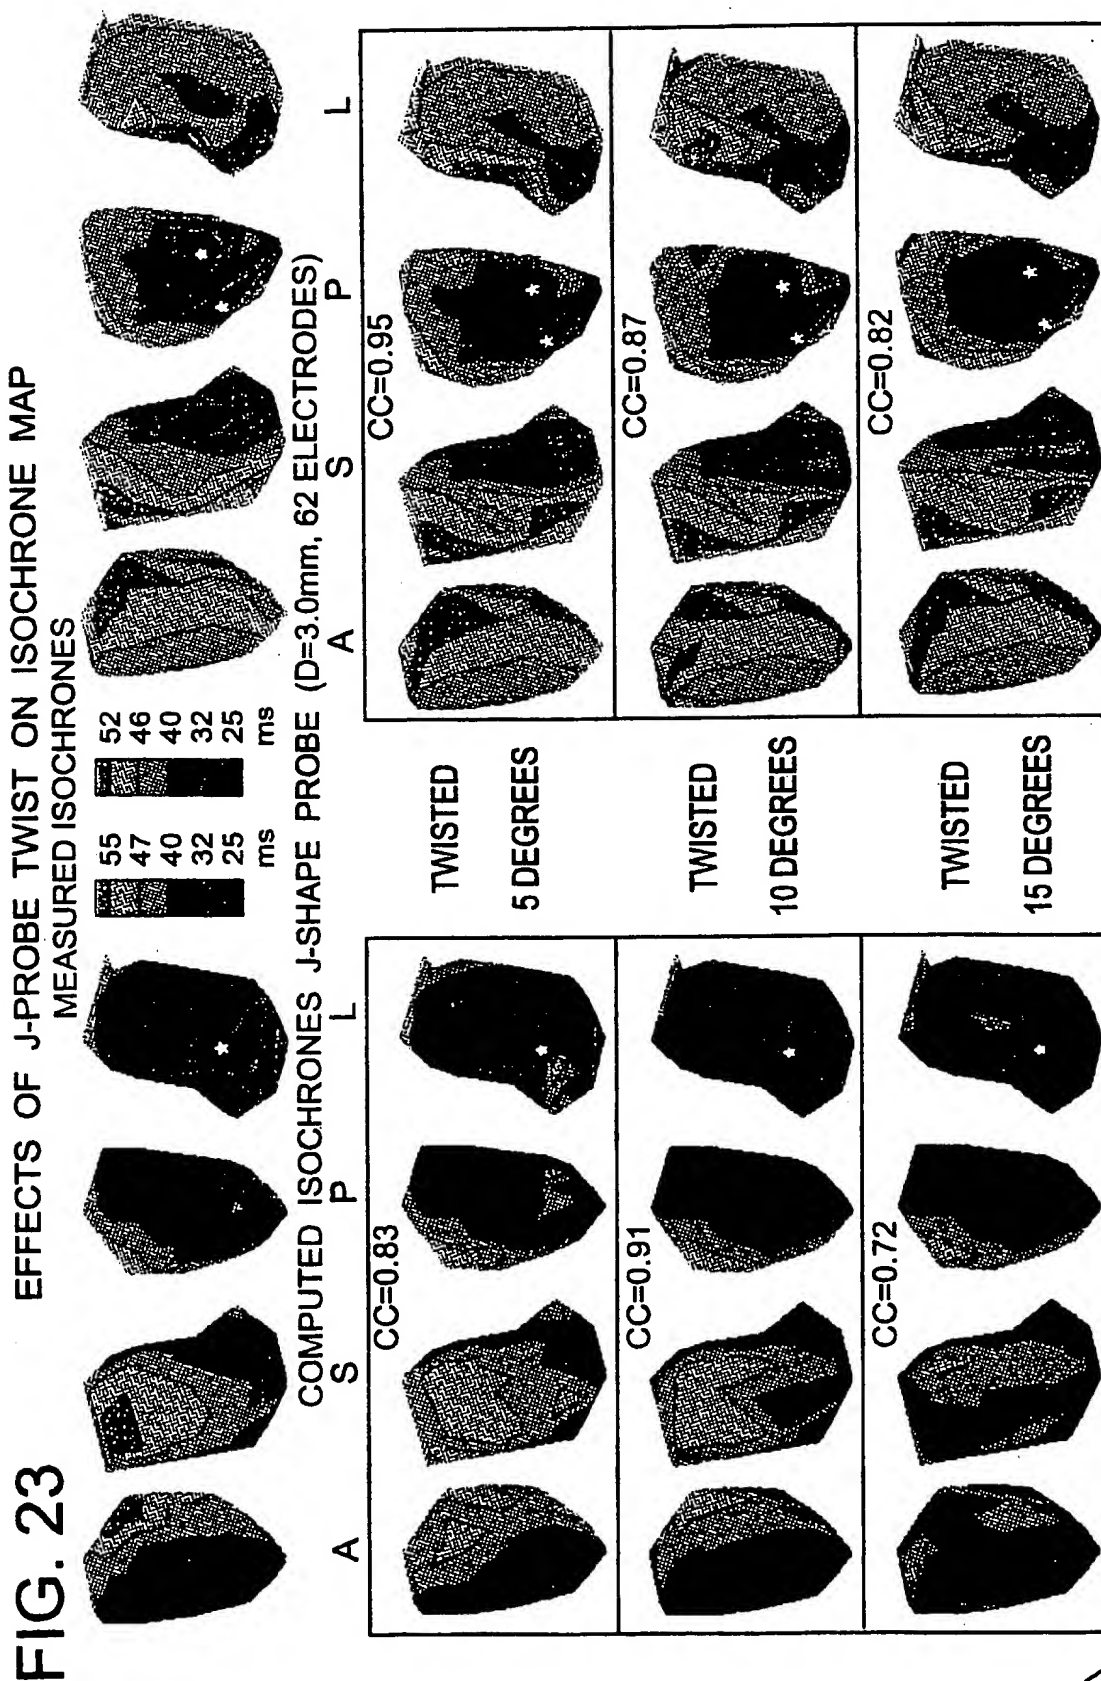 FIG. 23
EFFECTS OF J-PROBE TWIST ON ISOCHRONE MAP
MEASURED ISOCHRONES
55
47
40
32
25
ms
52
46
40
32
25
ms
COMPUTED ISOCHRONES J-SHAPE PROBE (D=3.0mm, 62 ELECTRODES)
A S P L
A S P L
CC=0.83
TWISTED
5 DEGREES
CC=0.95
CC=0.91
TWISTED
10 DEGREES
CC=0.87
CC=0.72
TWISTED
15 DEGREES
CC=0.82